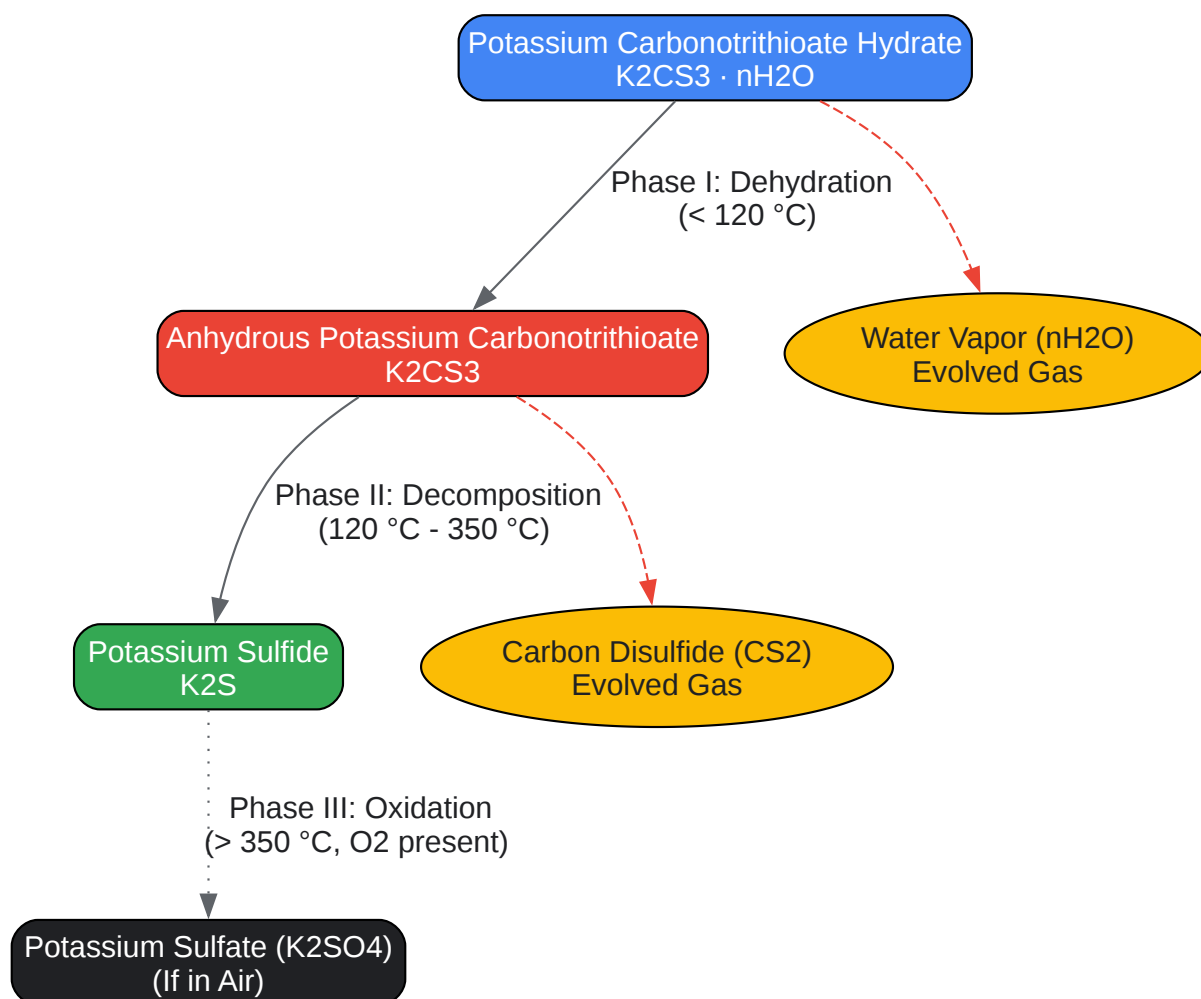 Potassium Carbonotrithioate Hydrate
K2CS3 · nH2O
Phase I: Dehydration
(< 120 °C)
Anhydrous Potassium Carbonotrithioate
K2CS3
Water Vapor (nH2O)
Evolved Gas
Phase II: Decomposition
(120 °C - 350 °C)
Potassium Sulfide
K2S
Carbon Disulfide (CS2)
Evolved Gas
Phase III: Oxidation
(> 350 °C, O2 present)
Potassium Sulfate (K2SO4)
(If in Air)